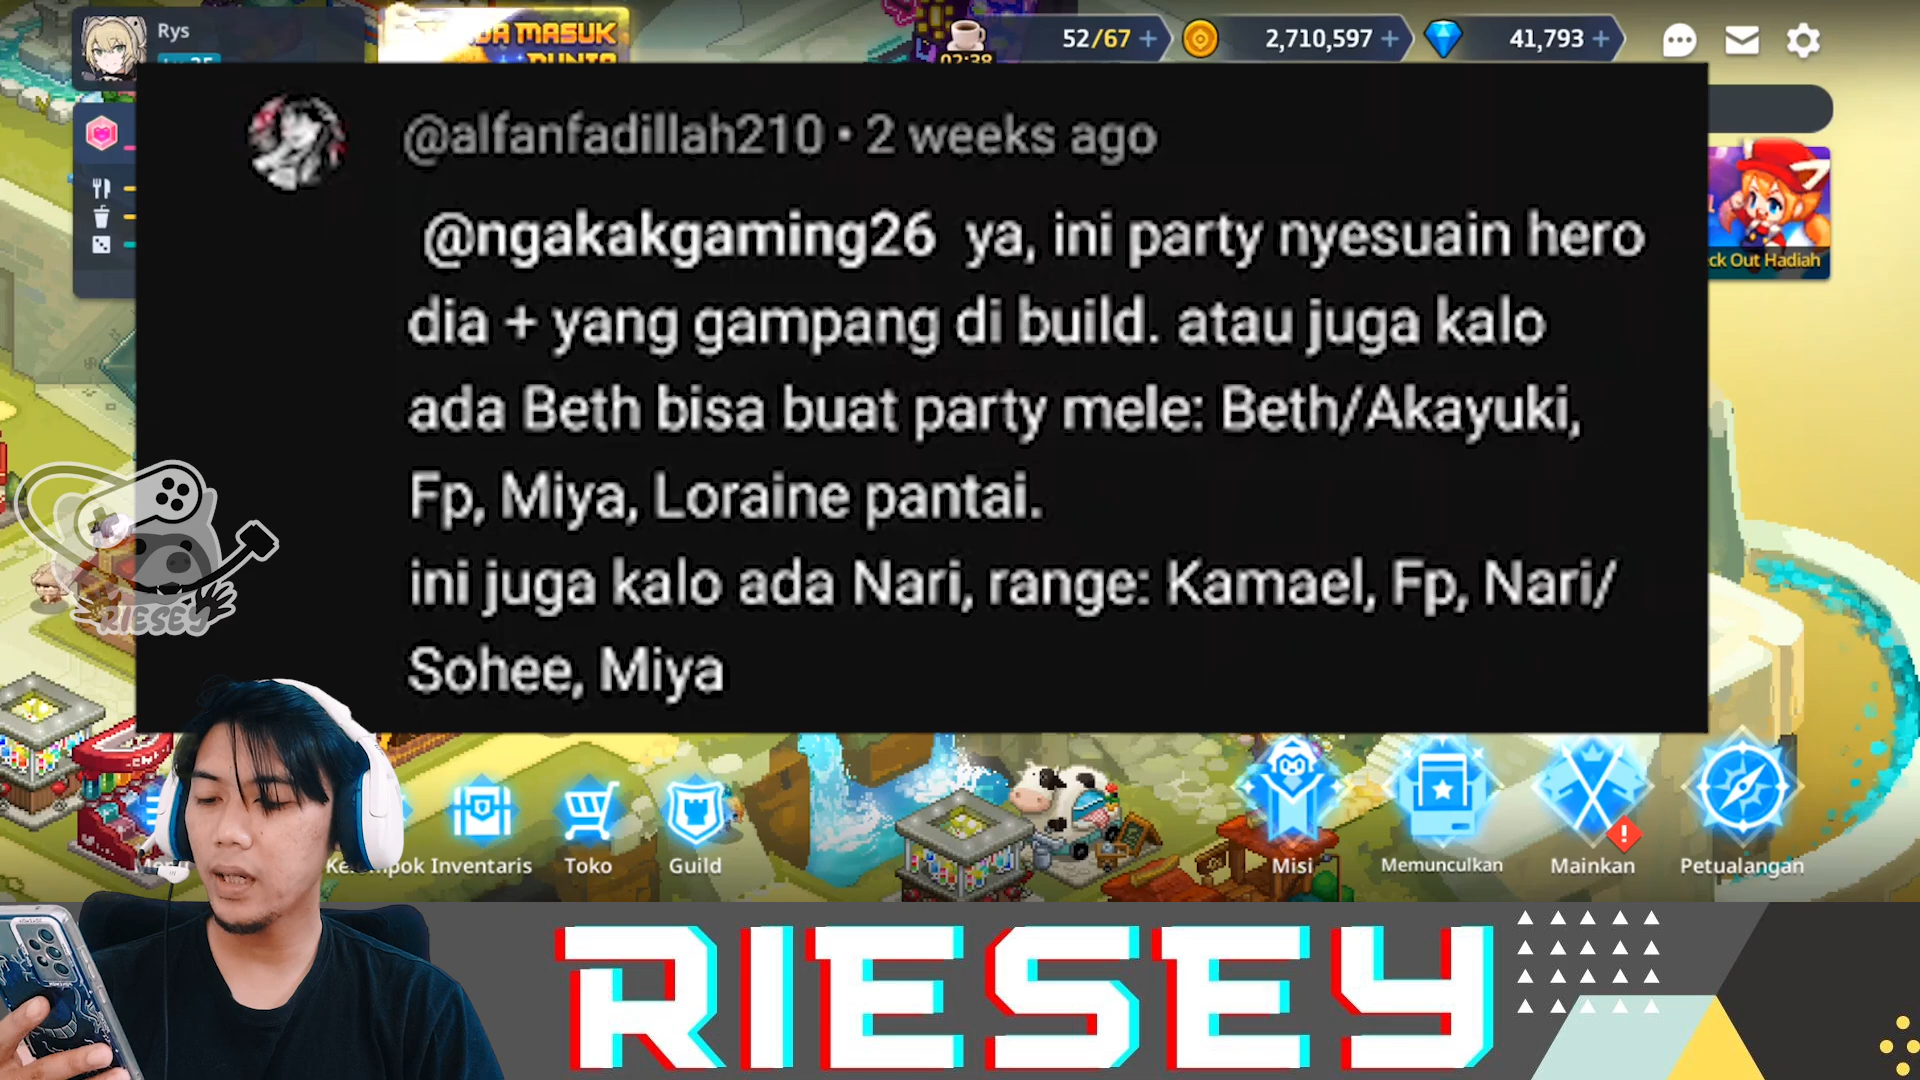 Rys
MASUK
52/67
2,710,597
41,793
02:38
@alfanfadillah210 • 2 weeks ago
@ngakakgaming26 ya, ini party nyesuain hero
dia + yang gampang di build. atau juga kalo
ada Beth bisa buat party mele: Beth/Akayuki,
Fp, Miya, Loraine pantai.
ini juga kalo ada Nari, range: Kamael, Fp, Nari/
Sohee, Miya
ck Out Hadiah
RIESEY
Inventaris
Toko
Guild
Misi
Memunculkan
Mainkan
Petualangan
RIESEY